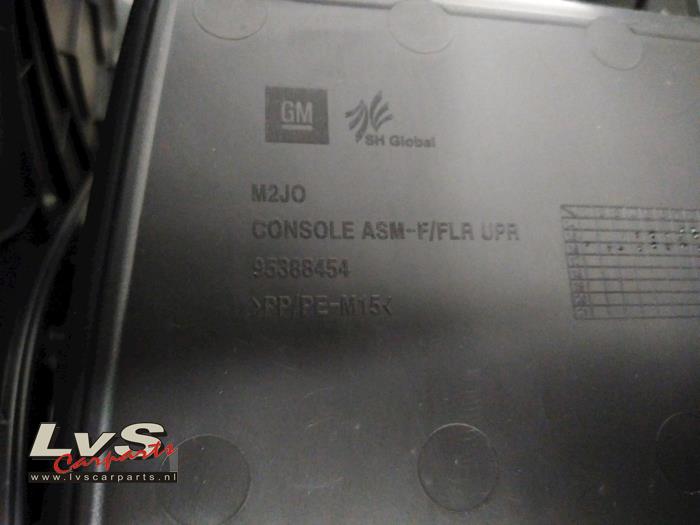 GM
SH Global
M2JO
CONSOLE ASM-F/FLR UPR
95388454
>PP/PE-M15<
LvS
Carparts
www.lvscarparts.nl